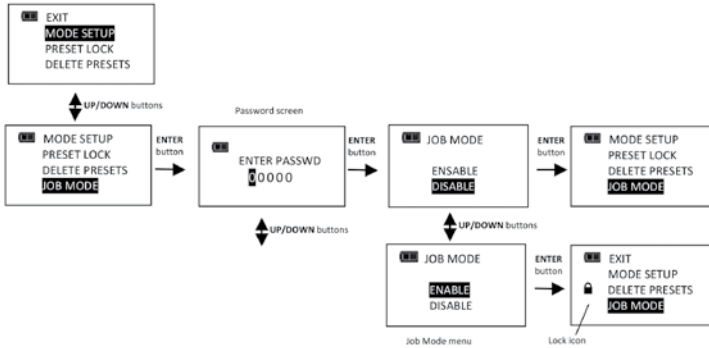 EXIT
MODE SETUP
PRESET LOCK
DELETE PRESETS
UP/DOWN buttons
Password screen
MODE SETUP
PRESET LOCK
DELETE PRESETS
JOB MODE
ENTER
button
ENTER PASSWD
00000
ENTER
button
JOB MODE
ENSABLE
DISABLE
ENTER
button
MODE SETUP
PRESET LOCK
DELETE PRESETS
JOB MODE
UP/DOWN buttons
UP/DOWN buttons
JOB MODE
ENABLE
DISABLE
ENTER
button
EXIT
MODE SETUP
DELETE PRESETS
JOB MODE
Job Mode menu
Lock icon